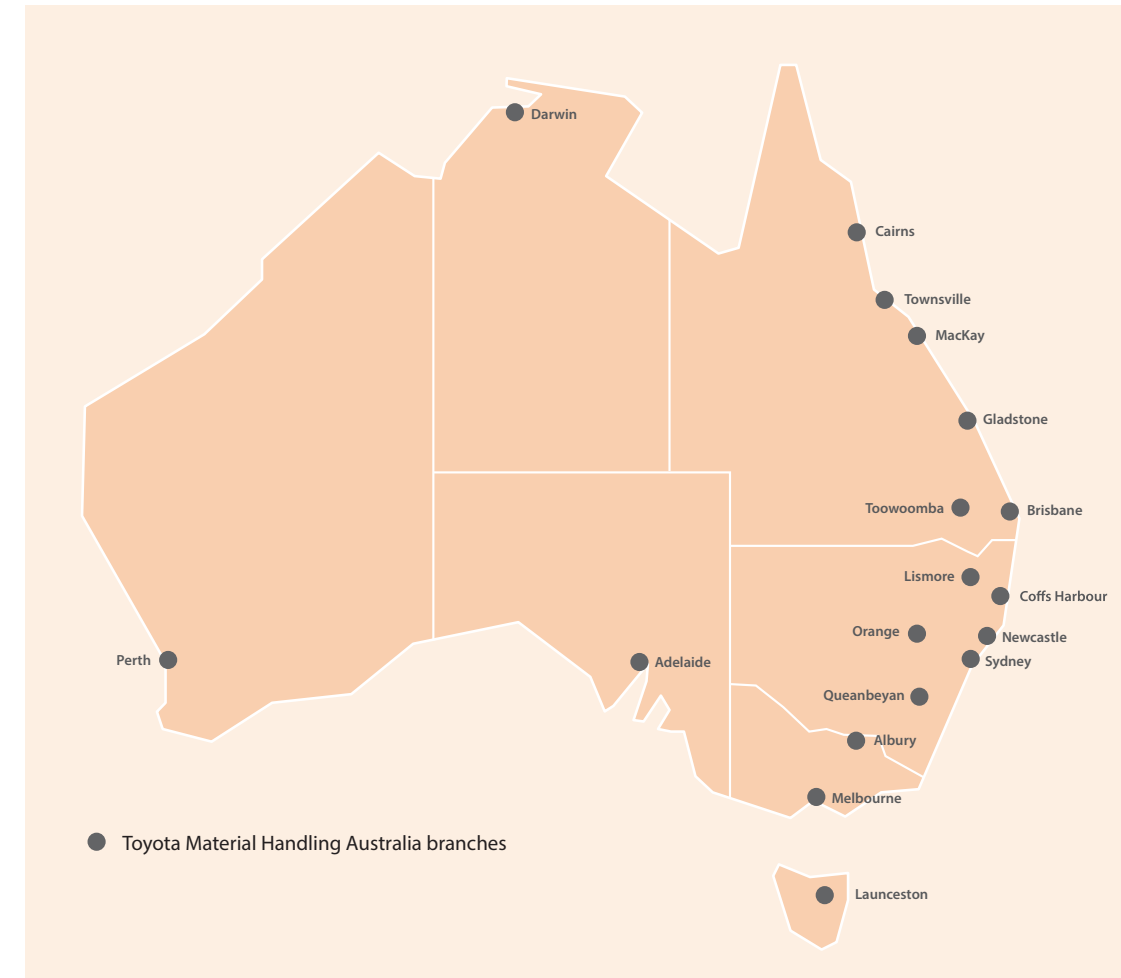 Darwin
Cairns
Townsville
MacKay
Gladstone
Toowoomba
Brisbane
Lismore
Coffs Harbour
Orange
Newcastle
Perth
Adelaide
Sydney
Queanbeyan
Albury
Melbourne
Toyota Material Handling Australia branches
Launceston